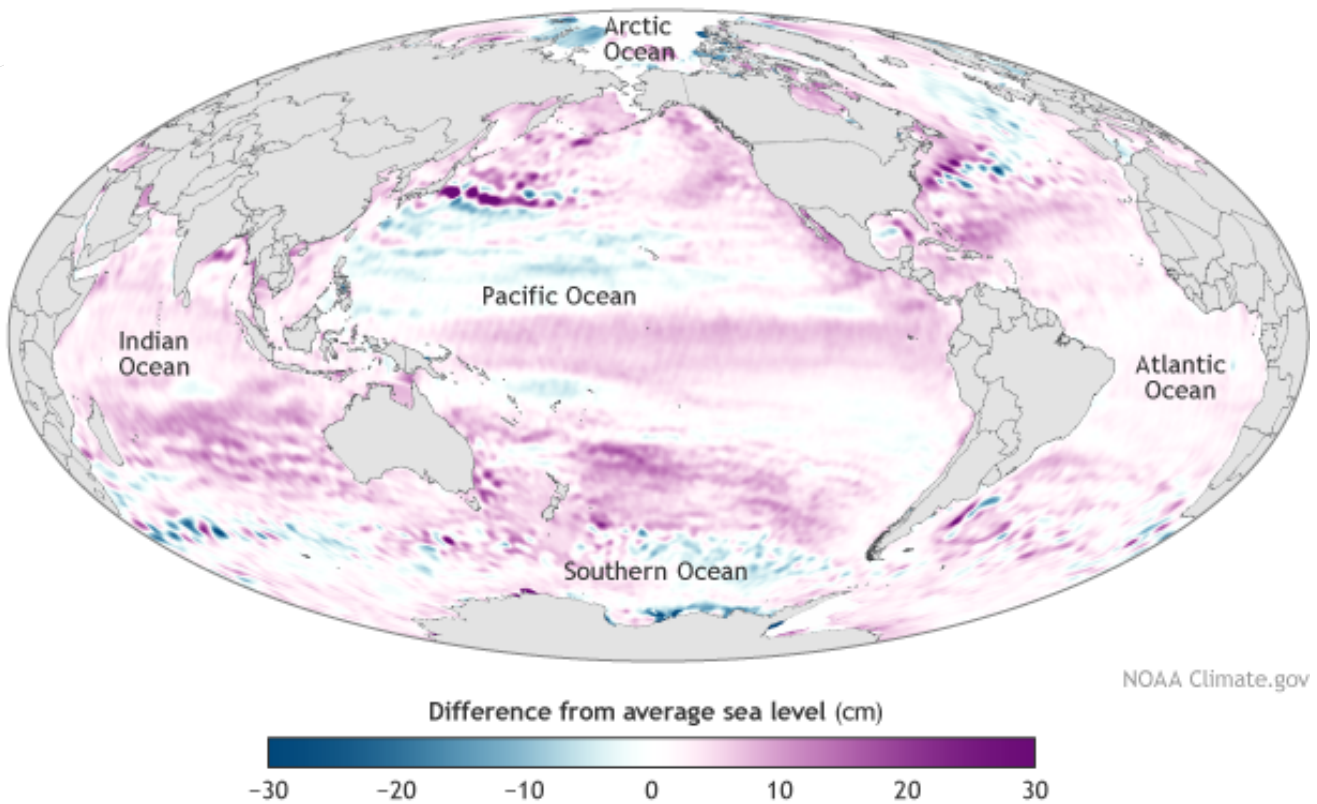 Arctic
Ocean
Pacific Ocean
Indian
Ocean
Atlantic
Ocean
Southern Ocean
NOAA Climate.gov
Difference from average sea level (cm)
−30 −20 −10 0 10 20 30